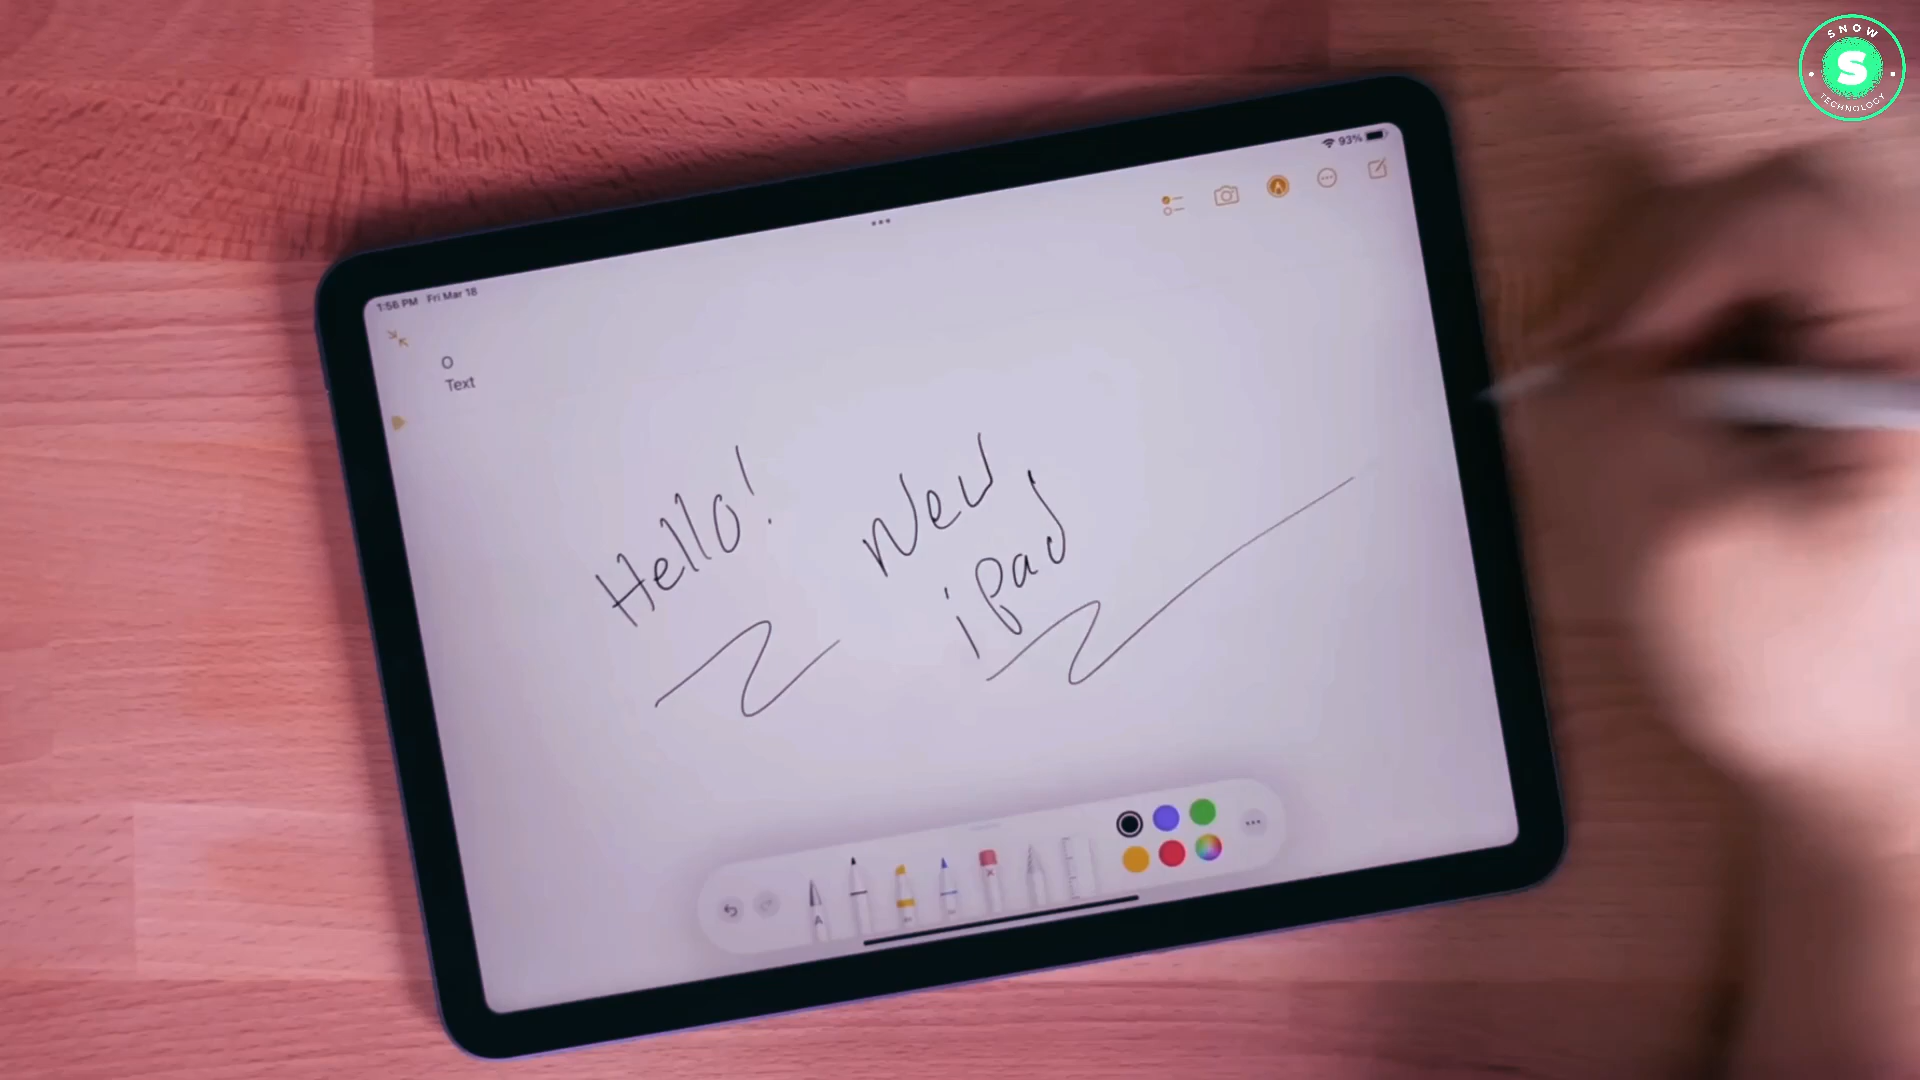 SNOW
S
TECHNOLOGY
93%
1:56 PM Fri Mar 18
O
Text
Hello!
New
ipad
A